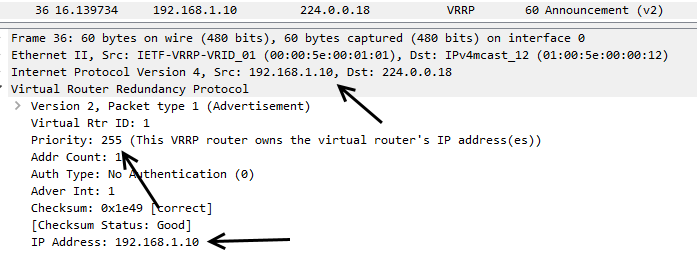 36 16.139734 192.168.1.10 224.0.0.18 VRRP 60 Announcement (v2)
Frame 36: 60 bytes on wire (480 bits), 60 bytes captured (480 bits) on interface 0
Ethernet II, Src: IETF-VRRP-VRID_01 (00:00:5e:00:01:01), Dst: IPv4mcast_12 (01:00:5e:00:00:12)
Internet Protocol Version 4, Src: 192.168.1.10, Dst: 224.0.0.18
Virtual Router Redundancy Protocol
Version 2, Packet type 1 (Advertisement)
Virtual Rtr ID: 1
Priority: 255 (This VRRP router owns the virtual router's IP address(es))
Addr Count: 1
Auth Type: No Authentication (0)
Adver Int: 1
Checksum: 0x1e49 [correct]
[Checksum Status: Good]
IP Address: 192.168.1.10